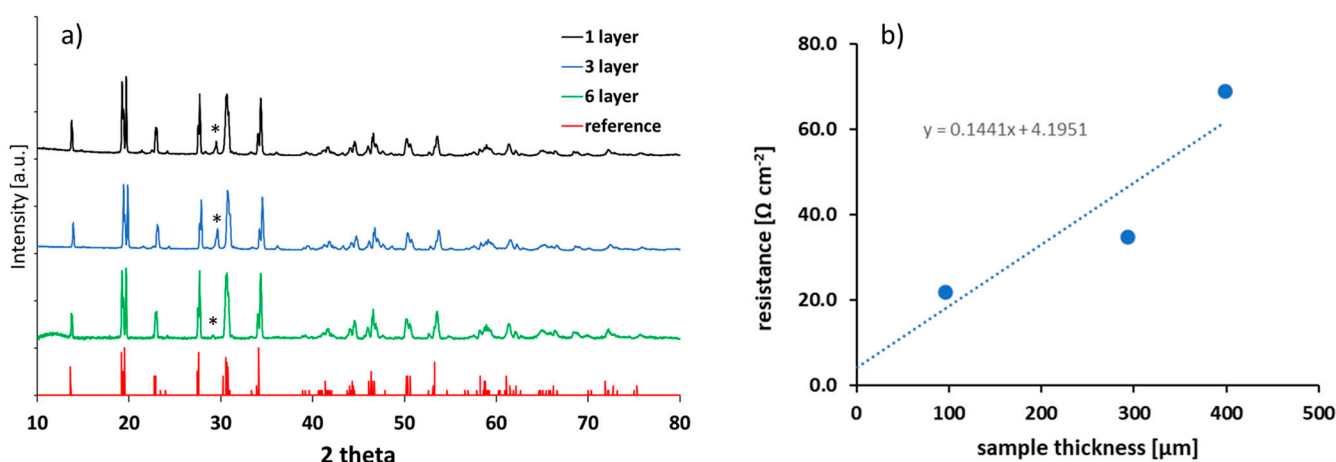 a)
1 layer
3 layer
6 layer
reference
*
*
*
Intensity [a.u.]
10 20 30 40 50 60 70 80
2 theta
b)
80.0
60.0
40.0
20.0
0.0
y = 0.1441x + 4.1951
resistance [Ω cm⁻²]
0 100 200 300 400 500
sample thickness [µm]